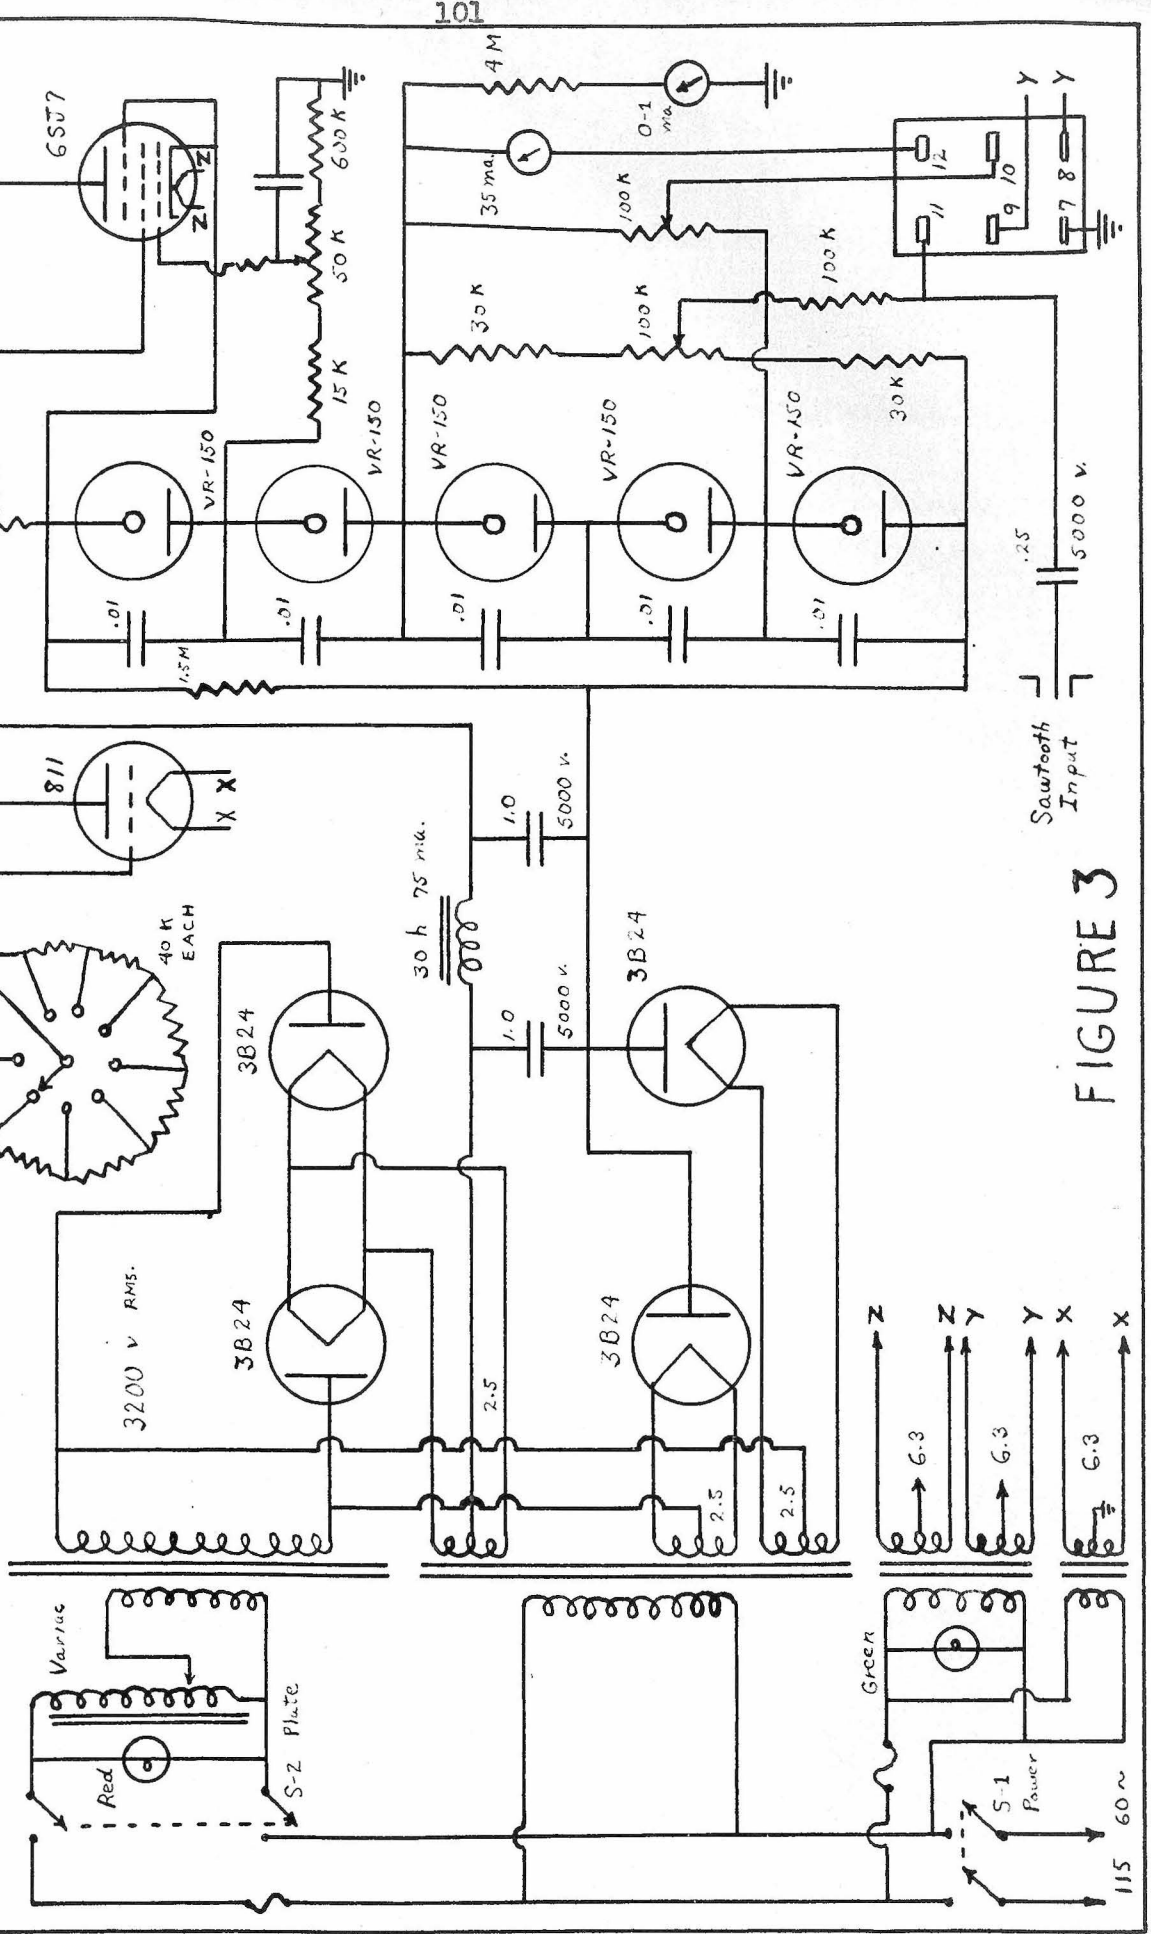 101
6SJ7
Z
Z
600 K
50 K
15 K
4 M
0-1
ma
35 ma.
100 K
12
10
8
11
9
7
Y
Y
100 K
30 K
100 K
30K
VR-150
VR-150
VR-150
VR-150
VR-150
.01
.01
.01
.01
.01
1.5M
.25
5000 v.
Sawtooth
Input
811
X
X
40 K
EACH
30 h 75 ma.
1.0
5000 v.
1.0
5000 v.
3B24
3B24
3B24
3B24
3200 v RMS.
2.5
2.5
2.5
Z
Z
Y
Y
X
X
6.3
6.3
6.3
Variac
Red
S-2 Plate
Green
S-1
Power
115 60~
FIGURE 3